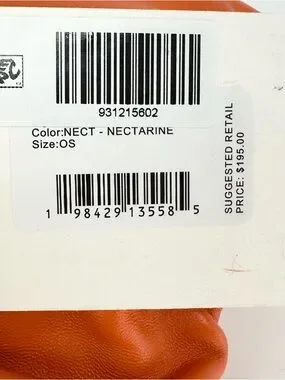 931215602
Color:NECT - NECTARINE
Size:OS
1 98429 13558 5
SUGGESTED RETAIL
PRICE: $195.00